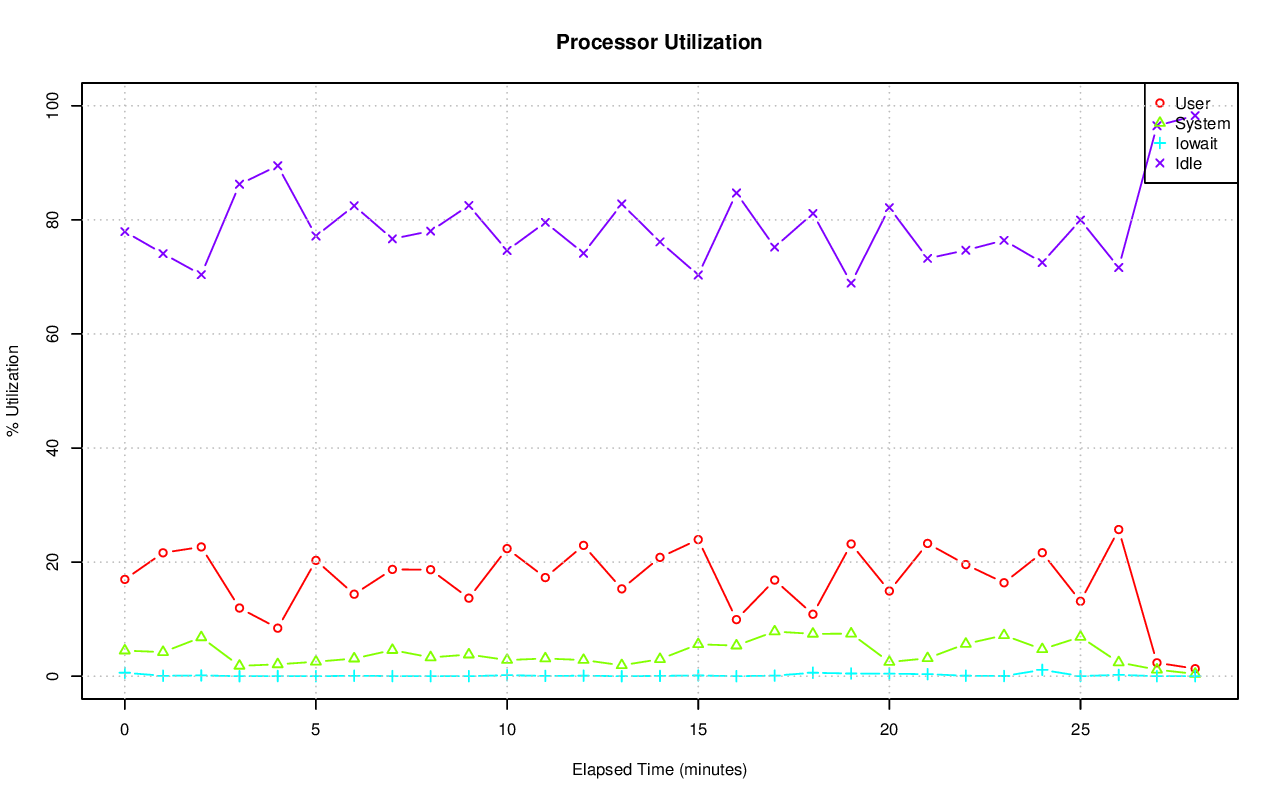 Processor Utilization
100
80
60
40
20
0
% Utilization
User
System
Iowait
Idle
0 5 10 15 20 25
Elapsed Time (minutes)